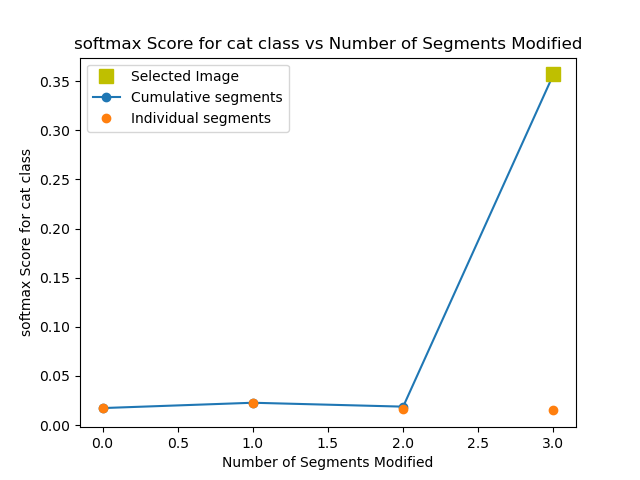 softmax Score for cat class vs Number of Segments Modified
Selected Image
Cumulative segments
Individual segments
softmax Score for cat class
0.35
0.30
0.25
0.20
0.15
0.10
0.05
0.00
0.0 0.5 1.0 1.5 2.0 2.5 3.0
Number of Segments Modified